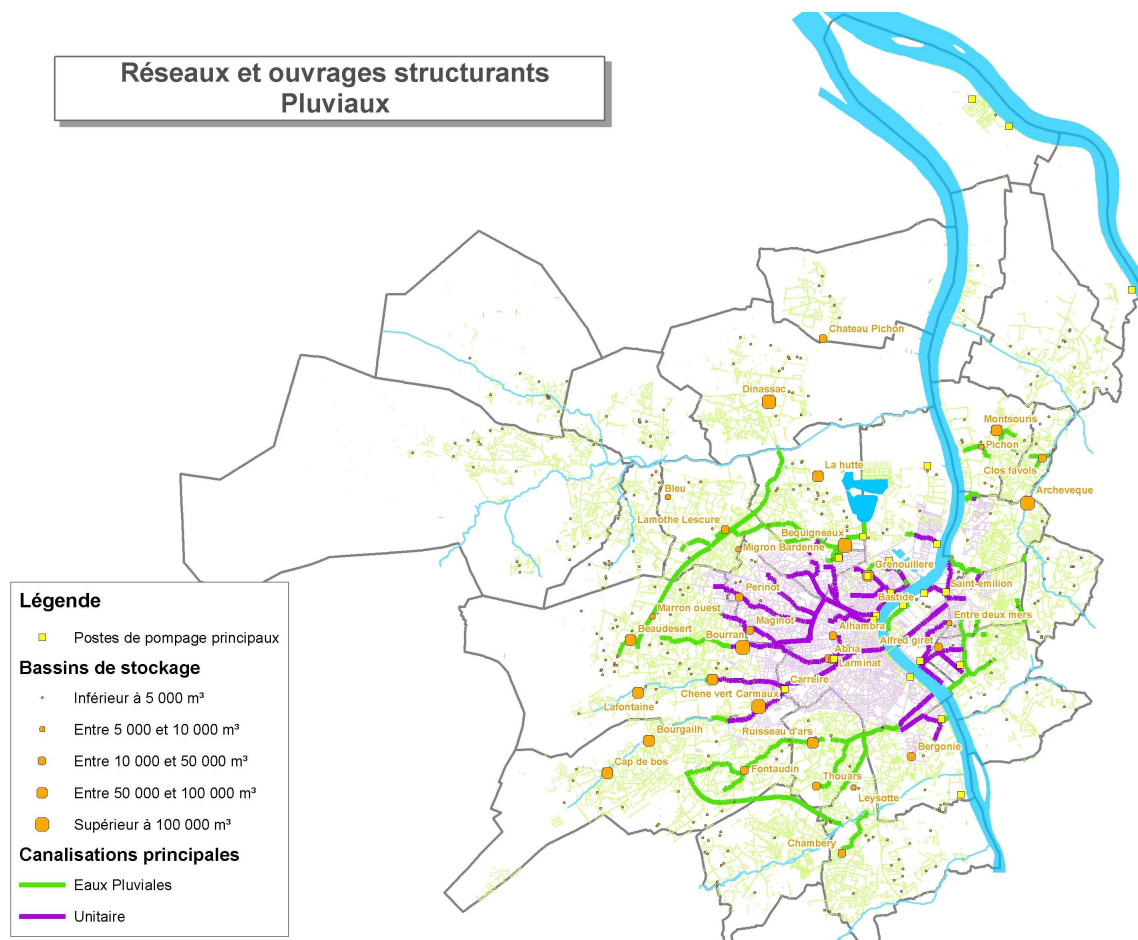 Réseaux et ouvrages structurants
Pluviaux
Chateau Pichon
Dinassac
Montsouris
Pichon
Clos favols
La hutte
Archeveque
Bleu
Lamothe Lescure
Bequigneaux
Migron Bardenne
Grenouillere
Saint-emilion
Perinot
Bastide
Marron ouest
Maginot
Alhambra
Entre deux mers
Beaudesert
Bourran
Alfred giret
Abria
Larminat
Carreire
Chene vert Carmaux
Lafontaine
Bourgailh
Ruisseau d'ars
Bergonie
Cap de bos
Fontaudin
Thouars
Leysotte
Chambery
Légende
Postes de pompage principaux
Bassins de stockage
Inférieur à 5 000 m³
Entre 5 000 et 10 000 m³
Entre 10 000 et 50 000 m³
Entre 50 000 et 100 000 m³
Supérieur à 100 000 m³
Canalisations principales
Eaux Pluviales
Unitaire